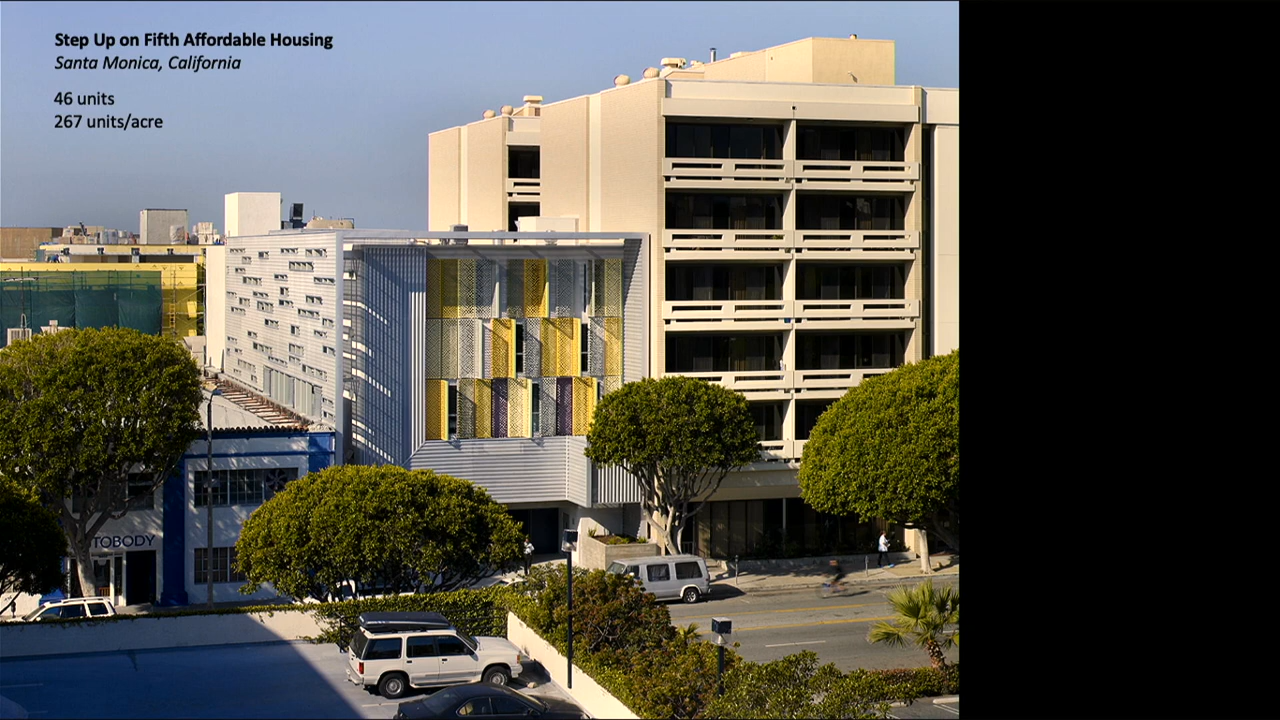 Step Up on Fifth Affordable Housing
Santa Monica, California
46 units
267 units/acre
TOBODY